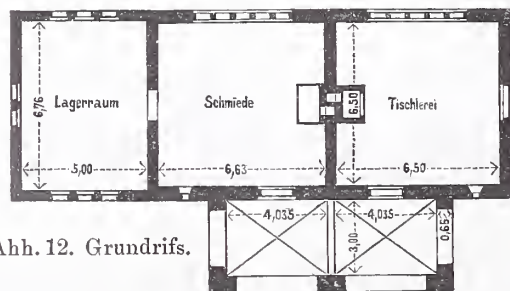 Lagerraum
Schmiede
Tischlerei
6,76
6,50
5,00
6,63
6,50
4,035
4,035
3,00
0,65
Abb. 12. Grundriſs.